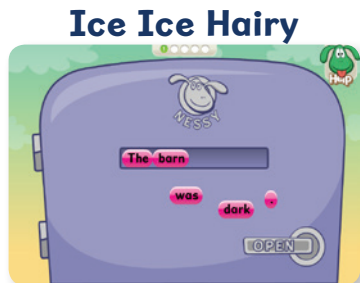 Ice Ice Hairy
Help
NESSY
The barn
was
dark
.
OPEN